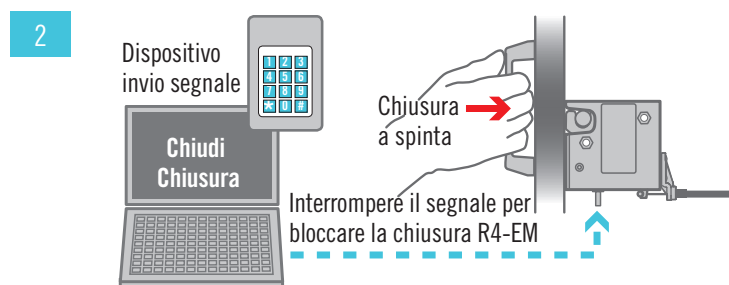 2
Dispositivo
invio segnale
1 2 3
4 5 6
7 8 9
* 0 #
Chiudi
Chiusura
Chiusura
a spinta
Interrompere il segnale per
bloccare la chiusura R4-EM